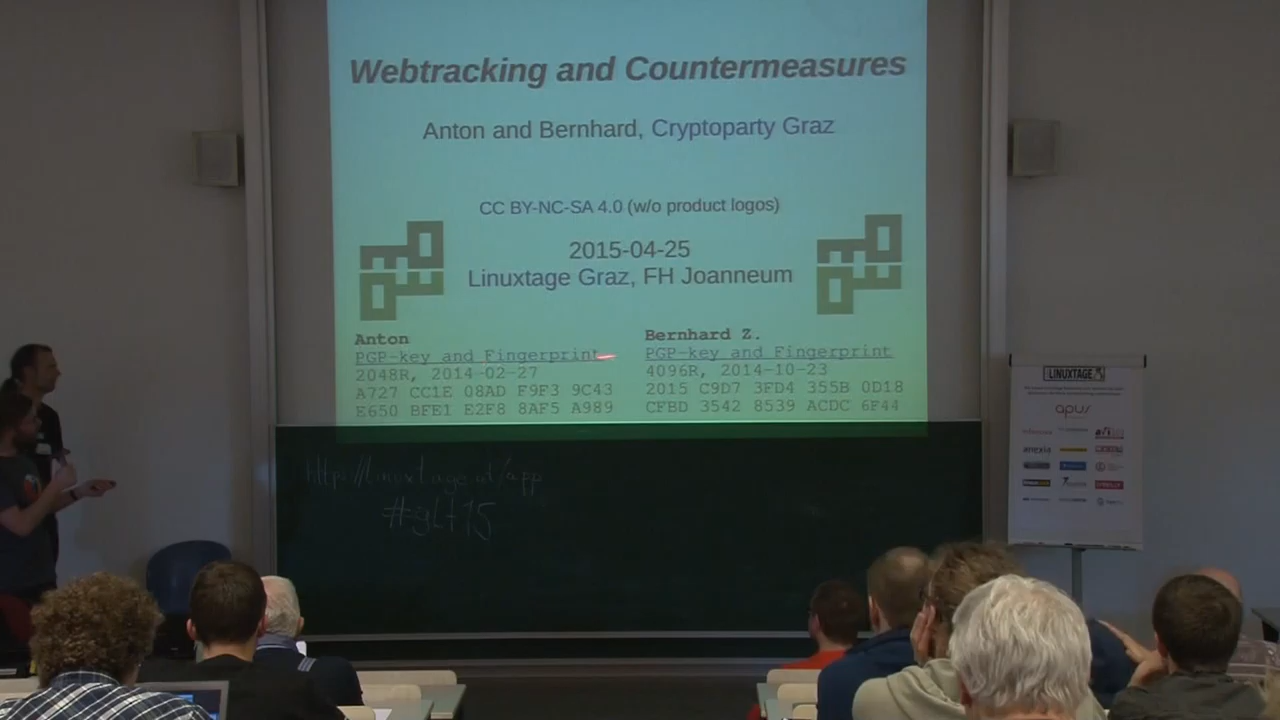 Webtracking and Countermeasures
Anton and Bernhard, Cryptoparty Graz
CC BY-NC-SA 4.0 (w/o product logos)
2015-04-25
Linuxtage Graz, FH Joanneum
Anton
PGP-key and Fingerprint
2048R, 2014-02-27
A727 CC1E 08AD F9F3 9C43
E650 BFE1 E2F8 8AF5 A989
Bernhard Z.
PGP-key and Fingerprint
4096R, 2014-10-23
2015 C9D7 3FD4 355B 0D18
CFBD 3542 8539 ACDC 6F44
http://linuxtage.at/app
#glt15
LINUXTAGE
apus
anexia